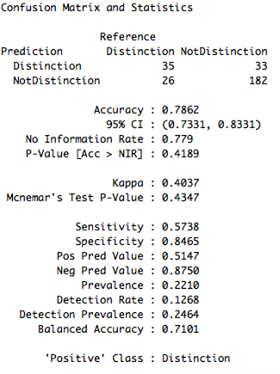 Confusion Matrix and Statistics
Reference
Prediction Distinction NotDistinction
Distinction 35 33
NotDistinction 26 182
Accuracy : 0.7862
95% CI : (0.7331, 0.8331)
No Information Rate : 0.779
P-Value [Acc > NIR] : 0.4189
Kappa : 0.4037
Mcnemar's Test P-Value : 0.4347
Sensitivity : 0.5738
Specificity : 0.8465
Pos Pred Value : 0.5147
Neg Pred Value : 0.8750
Prevalence : 0.2210
Detection Rate : 0.1268
Detection Prevalence : 0.2464
Balanced Accuracy : 0.7101
'Positive' Class : Distinction